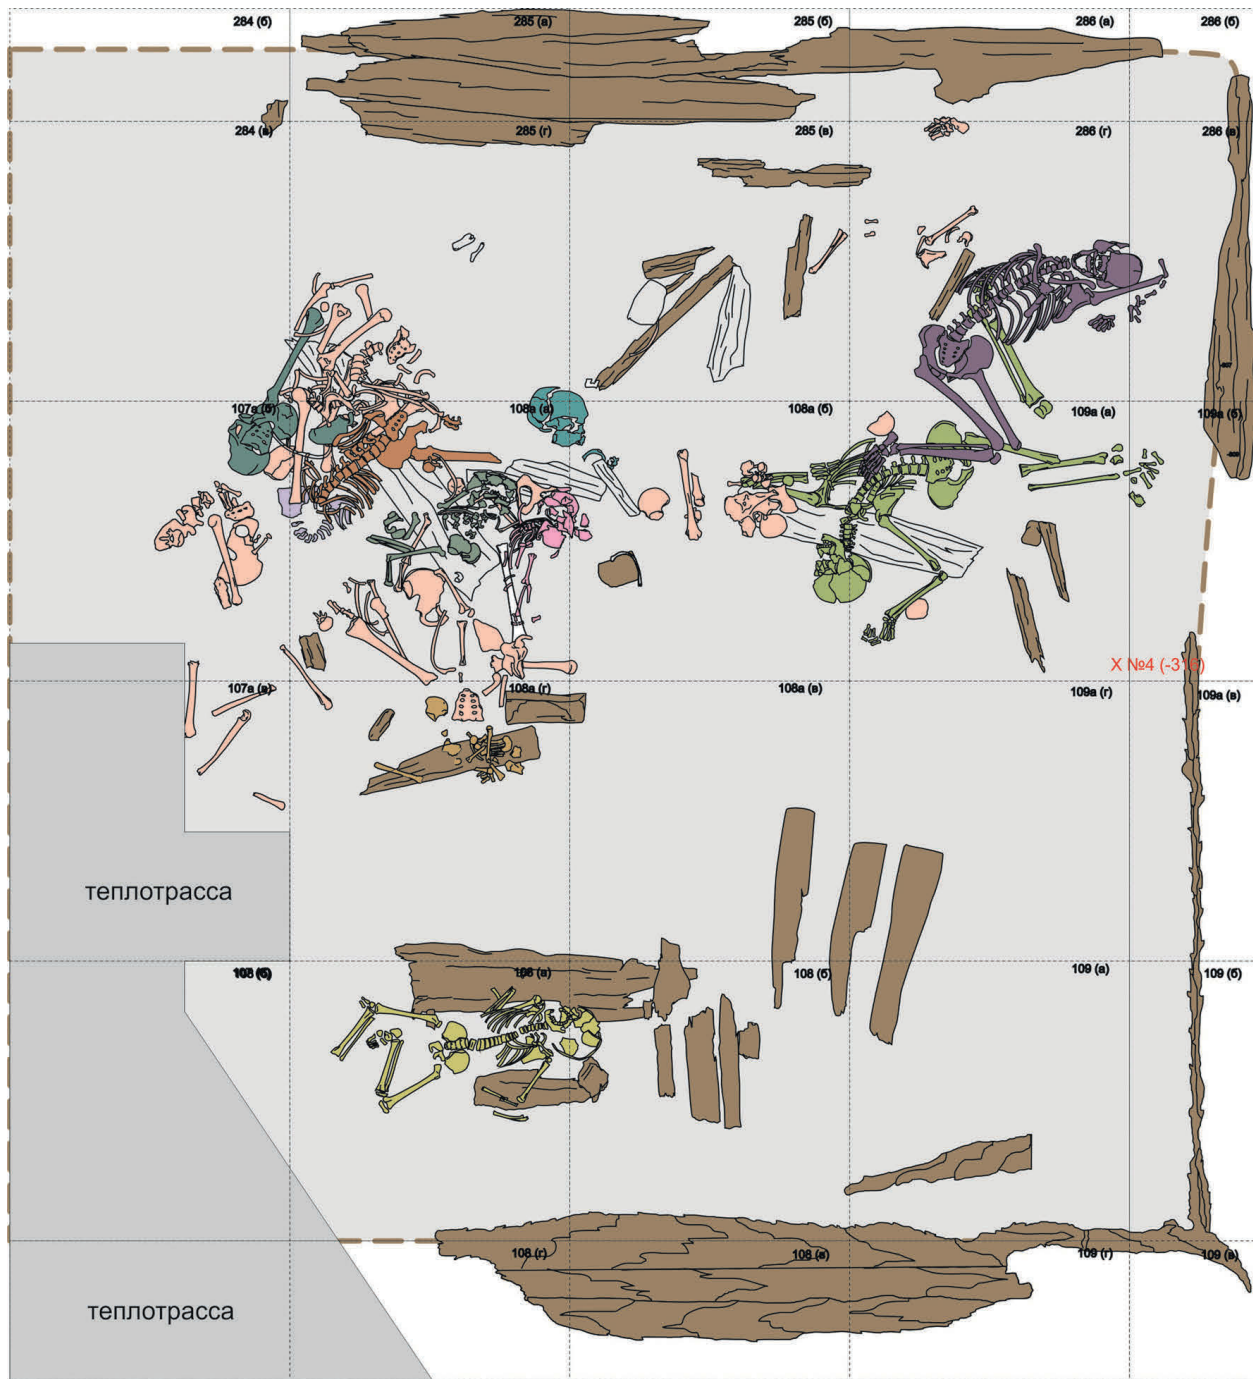 284 (б)
285 (а)
285 (б)
286 (а)
286 (б)
284 (в)
285 (г)
285 (в)
286 (г)
286 (в)
107а (б)
108а (а)
108а (б)
109а (а)
109а (б)
X №4 (-31
107а (в)
108а (г)
108а (в)
109а (г)
109а (в)
теплотрасса
108 (а)
108 (б)
109 (а)
109 (б)
108 (г)
108 (в)
109 (г)
109 (в)
теплотрасса